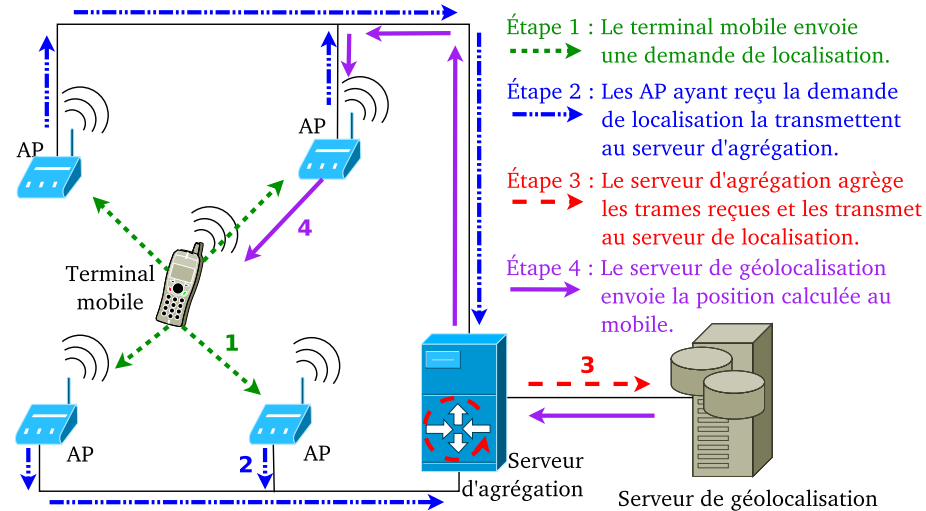 Étape 1 : Le terminal mobile envoie
une demande de localisation.
Étape 2 : Les AP ayant reçu la demande
de localisation la transmettent
au serveur d'agrégation.
Étape 3 : Le serveur d'agrégation agrège
les trames reçues et les transmet
au serveur de localisation.
Étape 4 : Le serveur de géolocalisation
envoie la position calculée au
mobile.
AP
AP
4
Terminal
mobile
1
3
AP
2
AP
Serveur
d'agrégation
Serveur de géolocalisation